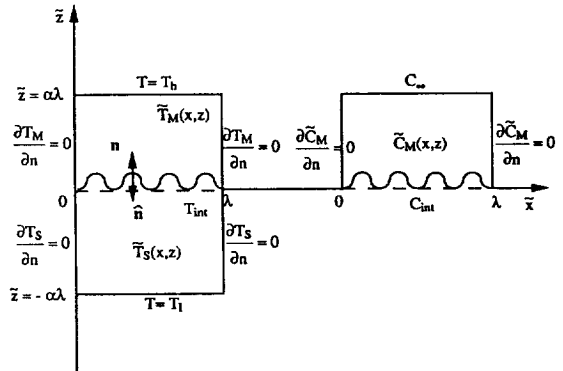 z̃
T = T_h
C_∞
z̃ = αλ
T̃_M(x,z)
∂T_M/∂n = 0
n
∂T_M/∂n = 0
∂C̃_M/∂n = 0
C̃_M(x,z)
∂C̃_M/∂n = 0
0
n̂
T_int
λ
0
C_int
λ
x̃
∂T_S/∂n = 0
T̃_S(x,z)
∂T_S/∂n = 0
z̃ = - αλ
T = T_l